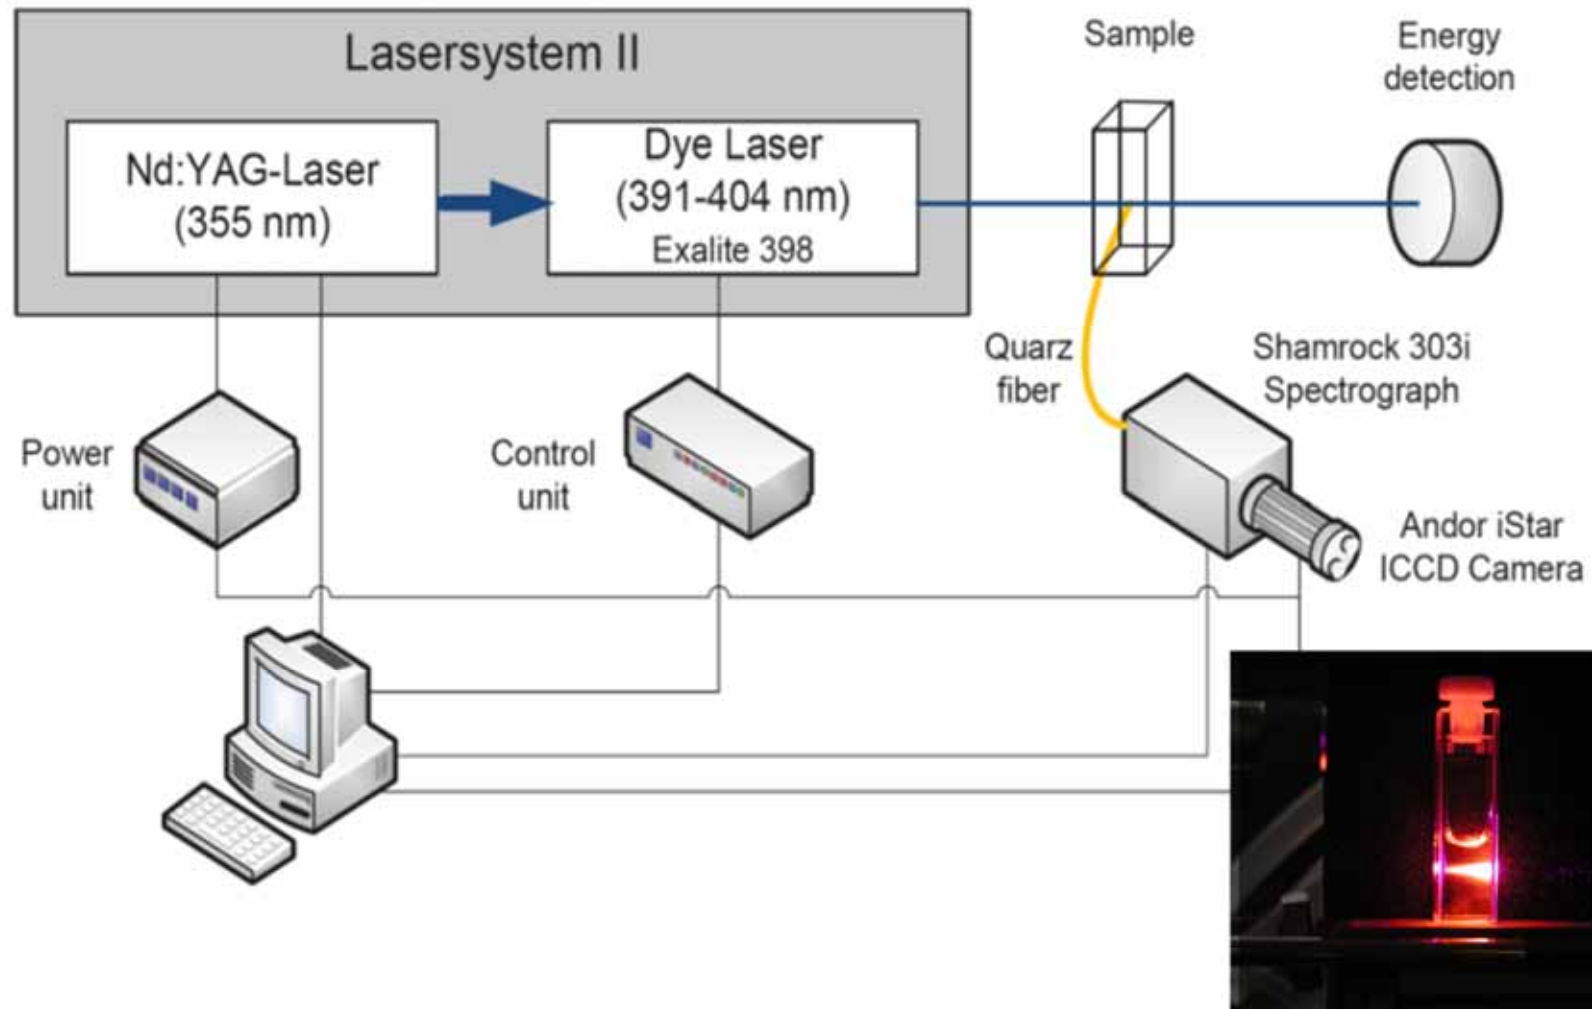 Lasersystem II
Nd:YAG-Laser
(355 nm)
Dye Laser
(391-404 nm)
Exalite 398
Sample
Energy
detection
Quarz
fiber
Shamrock 303i
Spectrograph
Power
unit
Control
unit
Andor iStar
ICCD Camera